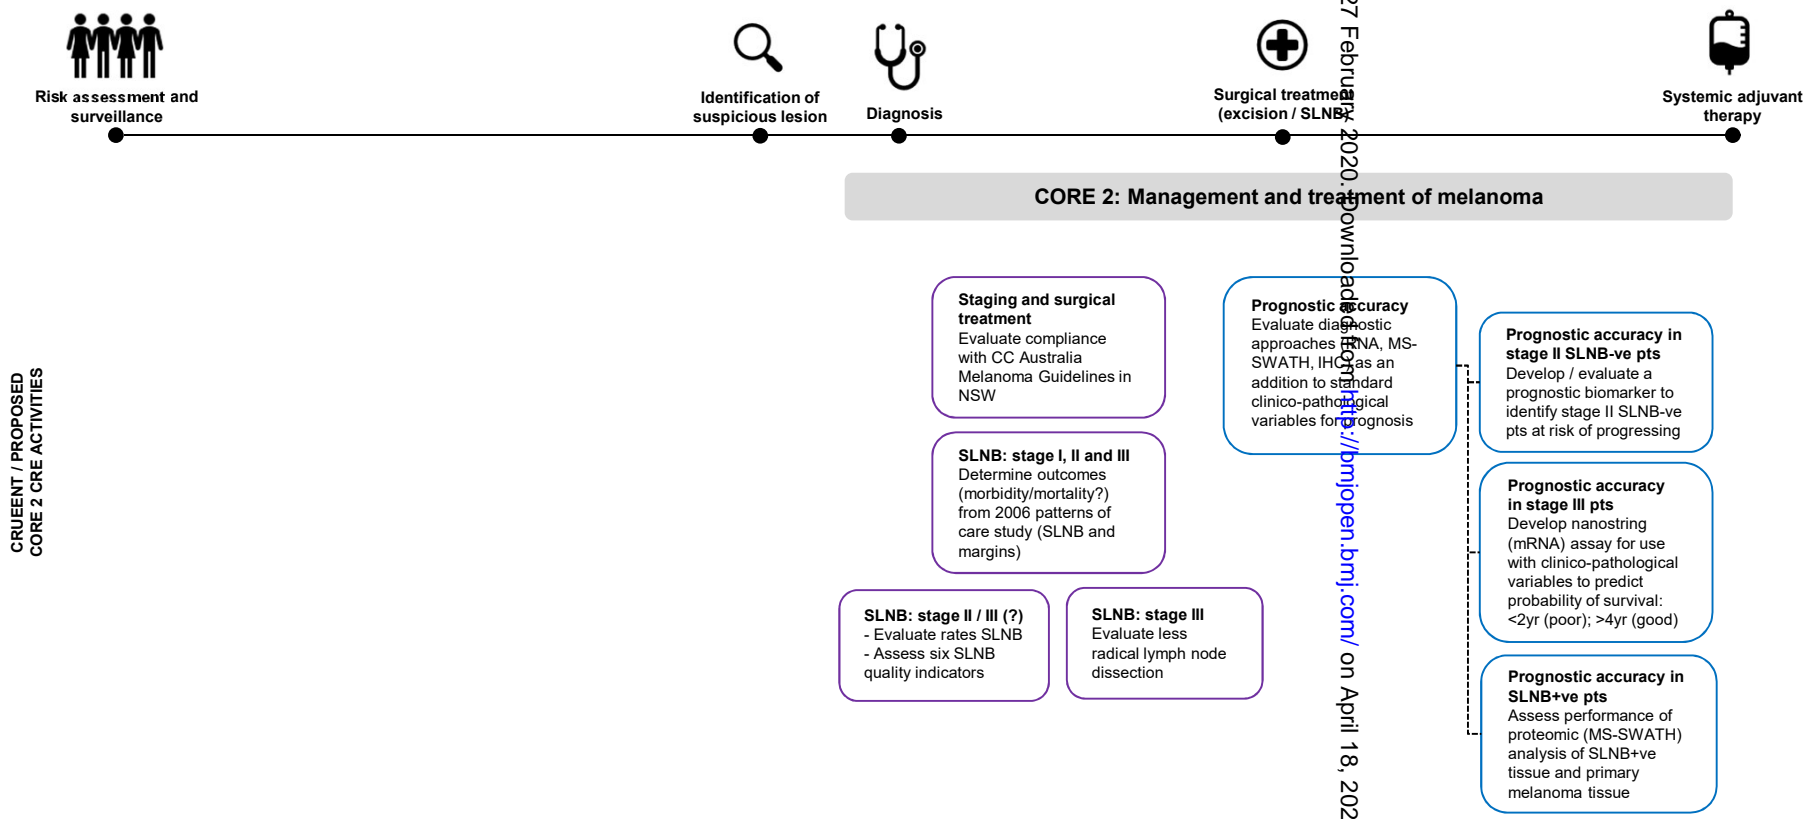 Risk assessment and
surveillance
Identification of
suspicious lesion
Diagnosis
Surgical treatment
(excision / SLNB)
Systemic adjuvant
therapy
CORE 2: Management and treatment of melanoma
CRUEENT / PROPOSED
CORE 2 CRE ACTIVITIES
Staging and surgical
treatment
Evaluate compliance
with CC Australia
Melanoma Guidelines in
NSW
SLNB: stage I, II and III
Determine outcomes
(morbidity/mortality?)
from 2006 patterns of
care study (SLNB and
margins)
SLNB: stage II / III (?)
- Evaluate rates SLNB
- Assess six SLNB
quality indicators
SLNB: stage III
Evaluate less
radical lymph node
dissection
Prognostic accuracy
Evaluate diagnostic
approaches (RNA, MS-
SWATH, IHC) as an
addition to standard
clinico-pathological
variables for prognosis
Prognostic accuracy in
stage II SLNB-ve pts
Develop / evaluate a
prognostic biomarker to
identify stage II SLNB-ve
pts at risk of progressing
Prognostic accuracy
in stage III pts
Develop nanostring
(mRNA) assay for use
with clinico-pathological
variables to predict
probability of survival:
<2yr (poor); >4yr (good)
Prognostic accuracy in
SLNB+ve pts
Assess performance of
proteomic (MS-SWATH)
analysis of SLNB+ve
tissue and primary
melanoma tissue
27 February 2020. Downloaded from http://bmjopen.bmj.com/ on April 18, 202